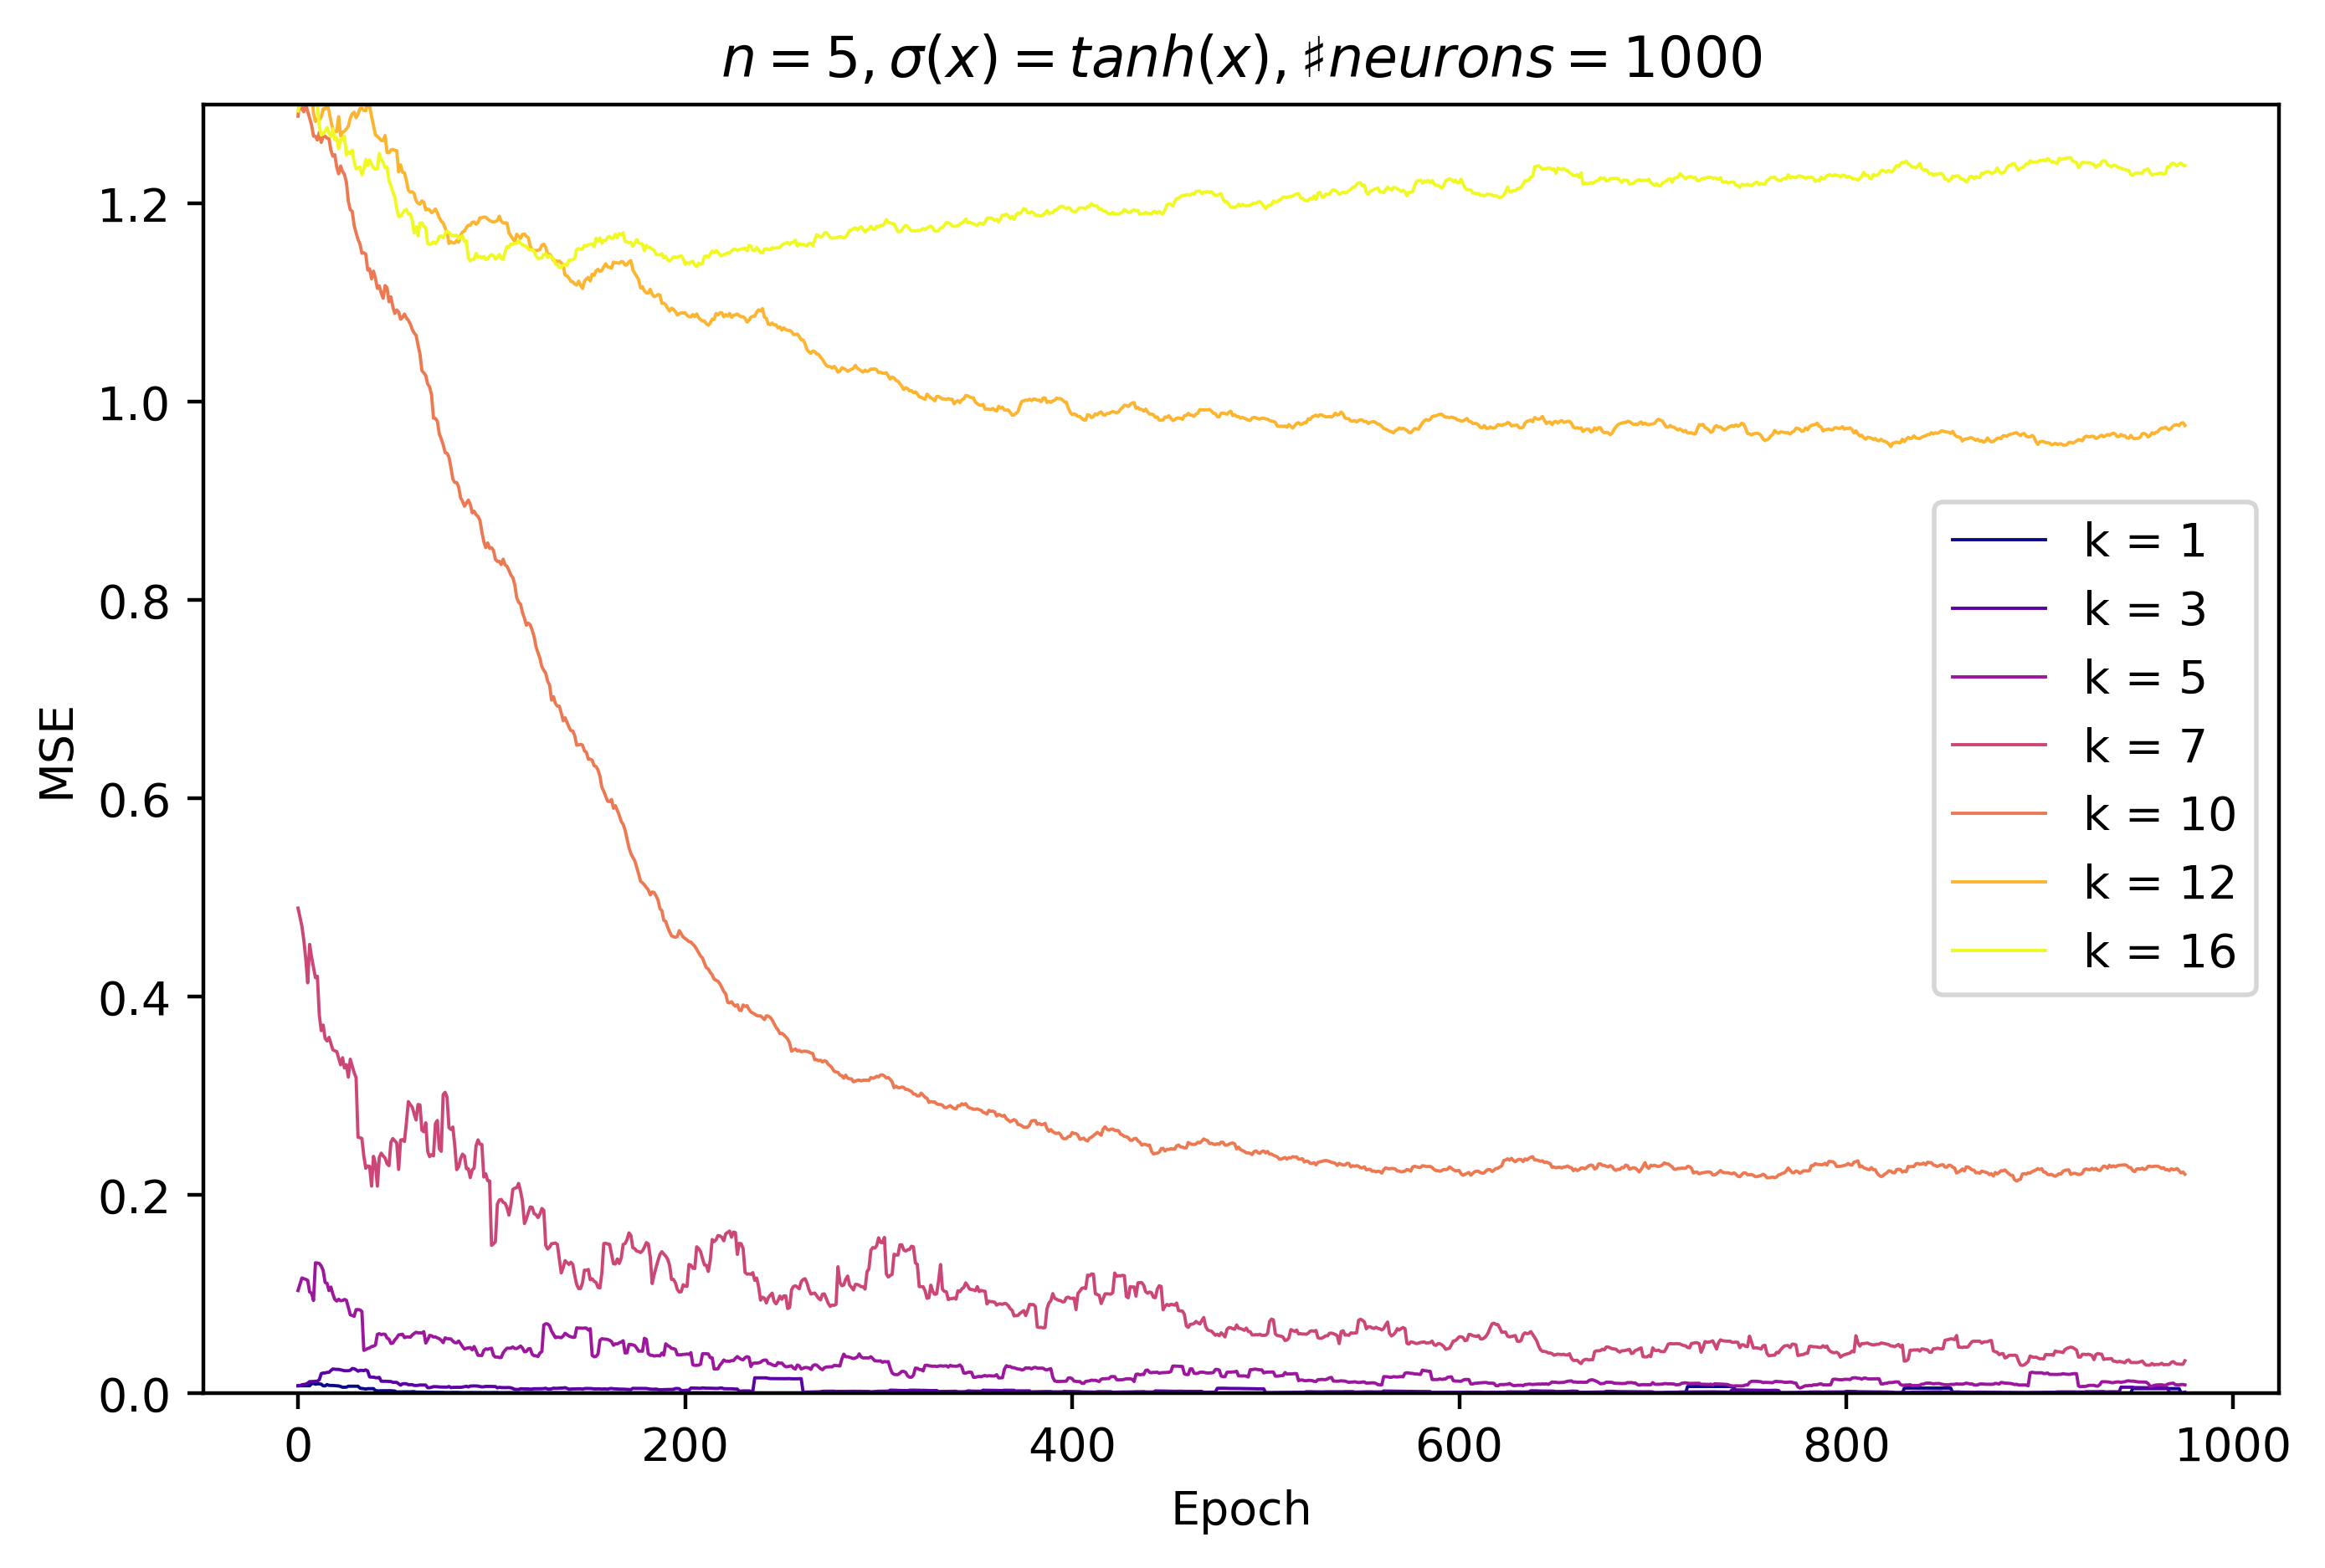 n = 5, σ(x) = tanh(x), ♯neurons = 1000
1.2
1.0
0.8
0.6
0.4
0.2
0.0
MSE
k = 1
k = 3
k = 5
k = 7
k = 10
k = 12
k = 16
0 200 400 600 800 1000
Epoch